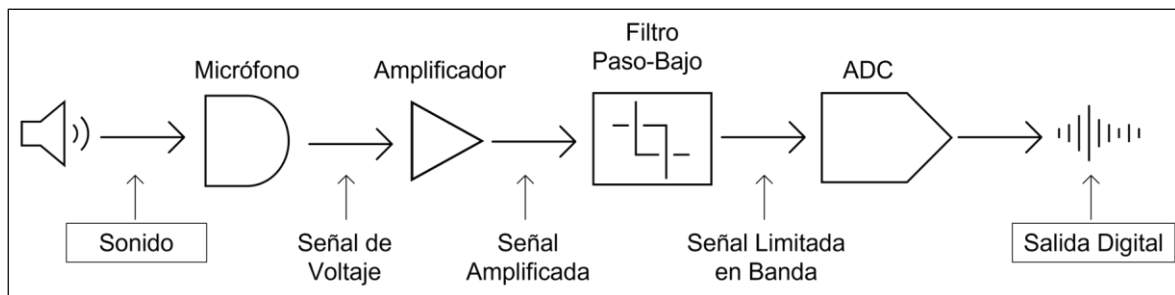 Micrófono
Amplificador
Filtro
Paso-Bajo
ADC
Sonido
Señal de
Voltaje
Señal
Amplificada
Señal Limitada
en Banda
Salida Digital